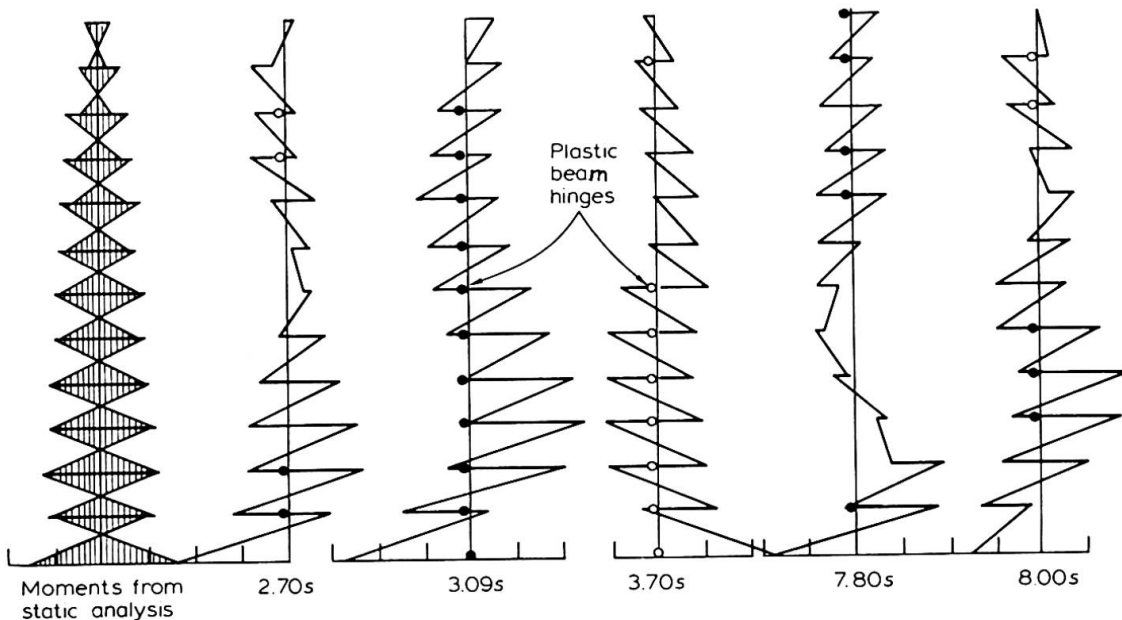 Plastic
beam
hinges
Moments from
static analysis
2.70s
3.09s
3.70s
7.80s
8.00s